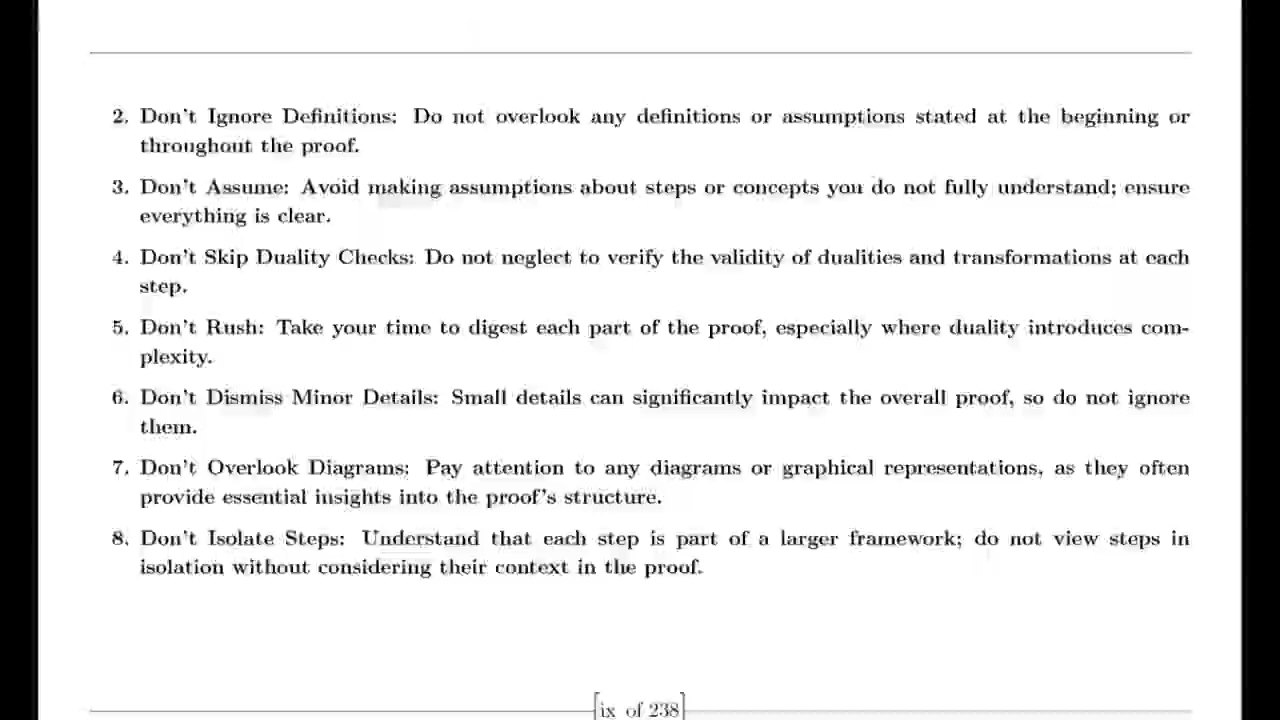 2. Don't Ignore Definitions: Do not overlook any definitions or assumptions stated at the beginning or
throughout the proof.
3. Don't Assume: Avoid making assumptions about steps or concepts you do not fully understand; ensure
everything is clear.
4. Don't Skip Duality Checks: Do not neglect to verify the validity of dualities and transformations at each
step.
5. Don't Rush: Take your time to digest each part of the proof, especially where duality introduces com-
plexity.
6. Don't Dismiss Minor Details: Small details can significantly impact the overall proof, so do not ignore
them.
7. Don't Overlook Diagrams: Pay attention to any diagrams or graphical representations, as they often
provide essential insights into the proof's structure.
8. Don't Isolate Steps: Understand that each step is part of a larger framework; do not view steps in
isolation without considering their context in the proof.
[ix of 238]